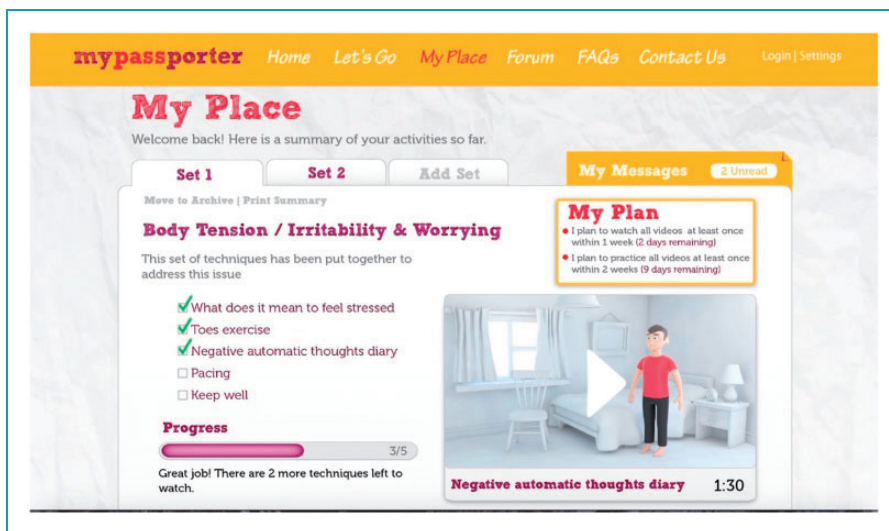 mypassporter Home Let's Go My Place Forum FAQs Contact Us Login | Settings
My Place
Welcome back! Here is a summary of your activities so far.
Set 1 Set 2 Add Set My Messages 2 Unread
Move to Archive | Print Summary
Body Tension / Irritability & Worrying
This set of techniques has been put together to
address this issue
What does it mean to feel stressed
Toes exercise
Negative automatic thoughts diary
Pacing
Keep well
Progress
3/5
Great job! There are 2 more techniques left to
watch.
My Plan
I plan to watch all videos at least once
within 1 week (2 days remaining)
I plan to practice all videos at least once
within 2 weeks (9 days remaining)
Negative automatic thoughts diary 1:30